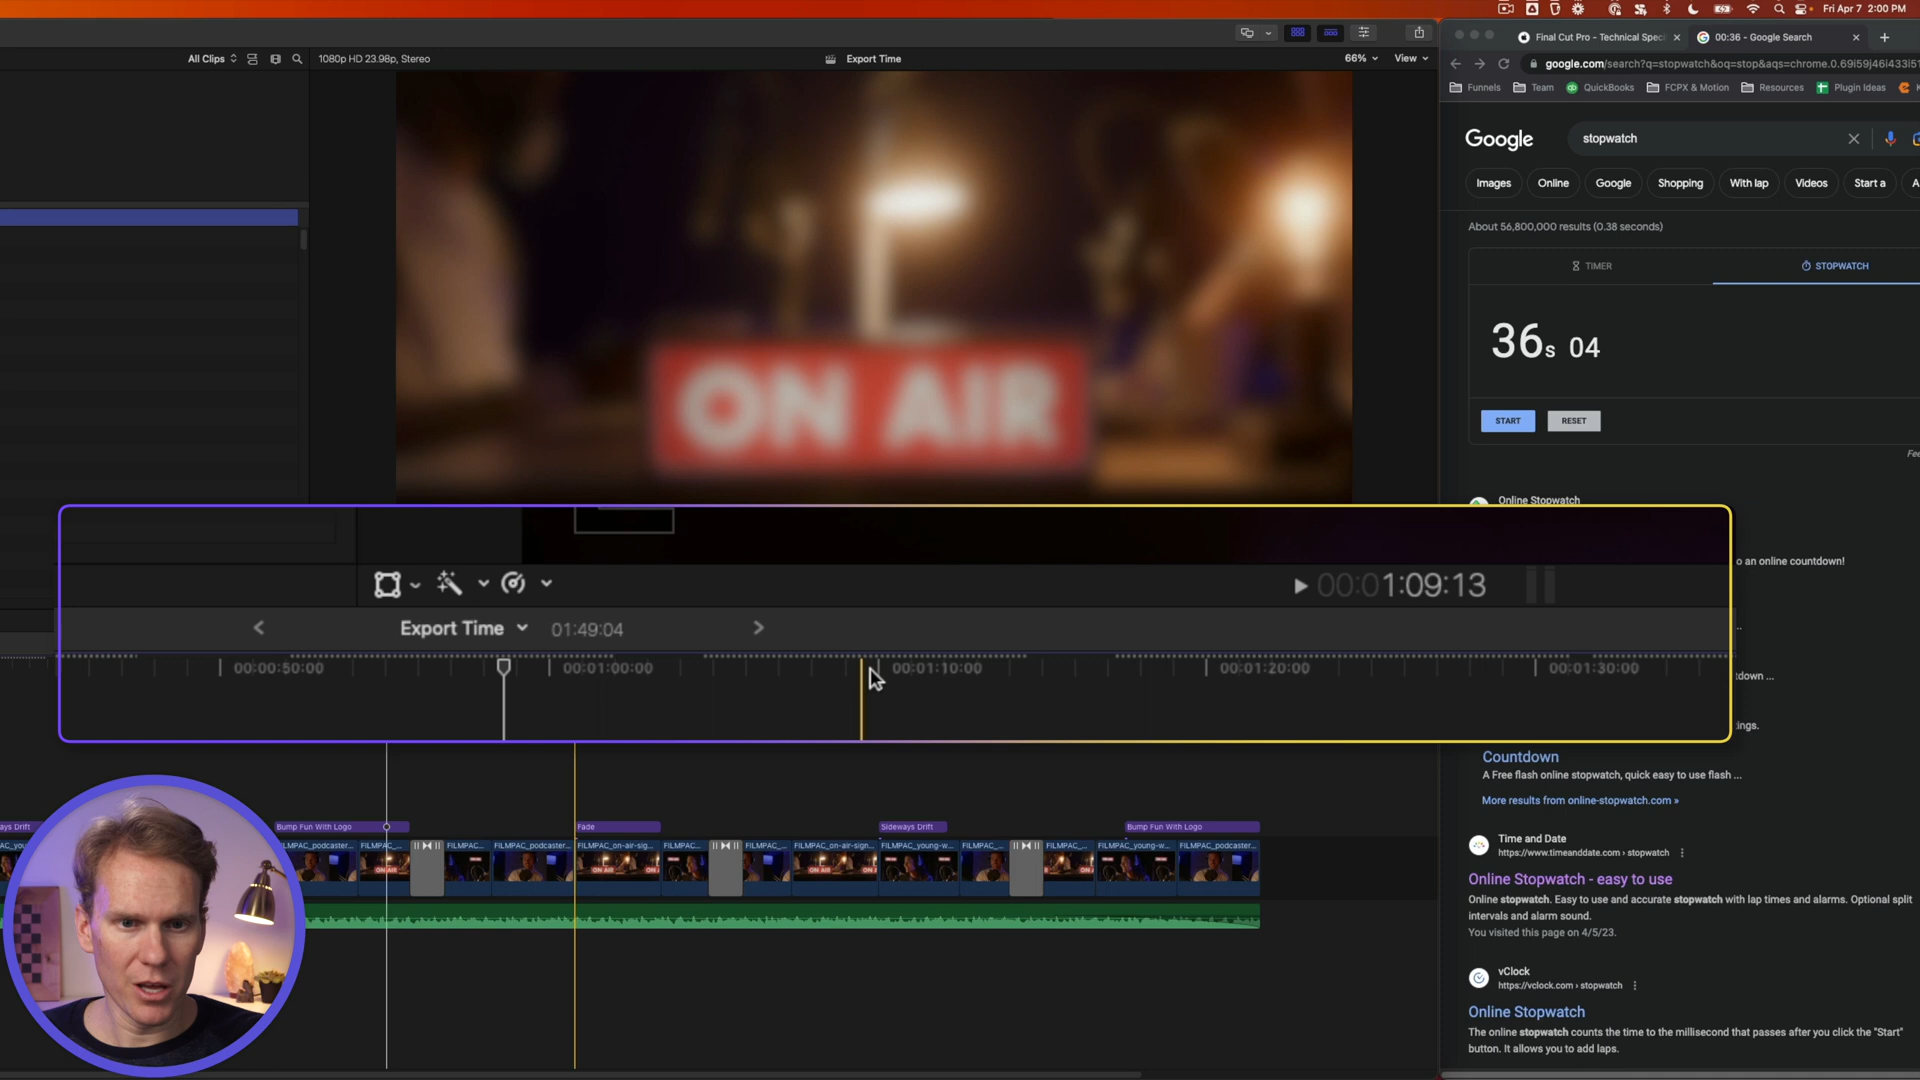 Fri Apr 7 2:00 PM
All Clips
1080p HD 23.98p, Stereo
Export Time
66%
View
ON AIR
Final Cut Pro - Technical Speci
00:36 - Google Search
google.com/search?q=stopwatch&oq=stop&aqs=chrome.0.69i59j46i433i51
Funnels
Team
QuickBooks
FCPX & Motion
Resources
Plugin Ideas
Google
stopwatch
Images
Online
Google
Shopping
With lap
Videos
Start a
About 56,800,000 results (0.38 seconds)
TIMER
STOPWATCH
36s 04
START
RESET
Fee
Online Stopwatch
o an online countdown!
tdown ...
ings.
Countdown
A Free flash online stopwatch, quick easy to use flash ...
More results from online-stopwatch.com »
Time and Date
https://www.timeanddate.com › stopwatch
Online Stopwatch - easy to use
Online stopwatch. Easy to use and accurate stopwatch with lap times and alarms. Optional split
intervals and alarm sound.
You visited this page on 4/5/23.
vClock
https://vclock.com › stopwatch
Online Stopwatch
The online stopwatch counts the time to the millisecond that passes after you click the "Start"
button. It allows you to add laps.
00:01:09:13
Export Time
01:49:04
00:00:50:00
00:01:00:00
00:01:10:00
00:01:20:00
00:01:30:00
ays Drift
Bump Fun With Logo
Fade
Sideways Drift
Bump Fun With Logo
FILMPAC_podcaster...
FILMPAC_...
FILMPAC...
FILMPAC_podcaster...
FILMPAC_on-air-sig...
FILMPAC_...
FILMPAC_...
FILMPAC_on-air-sign...
FILMPAC_young-w...
FILMPAC_...
FILMPAC_...
FILMPAC_young-w...
FILMPAC_podcaster...